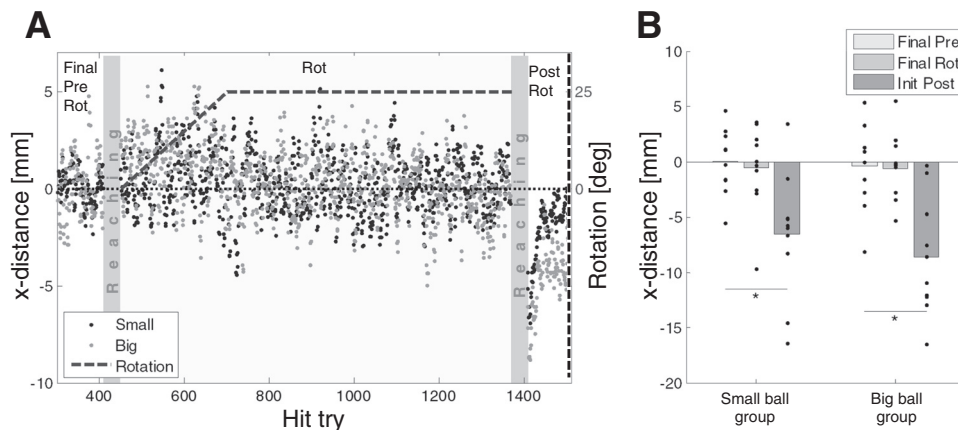 A
Final
Pre
Rot
Rot
Post
Rot
Reaching
Reaching
5
0
-5
-10
x-distance [mm]
25
0
Rotation [deg]
Small
Big
Rotation
400 600 800 1000 1200 1400
Hit try
B
Final Pre
Final Rot
Init Post
10
5
0
-5
-10
-15
-20
x-distance [mm]
*
*
Small ball
group
Big ball
group